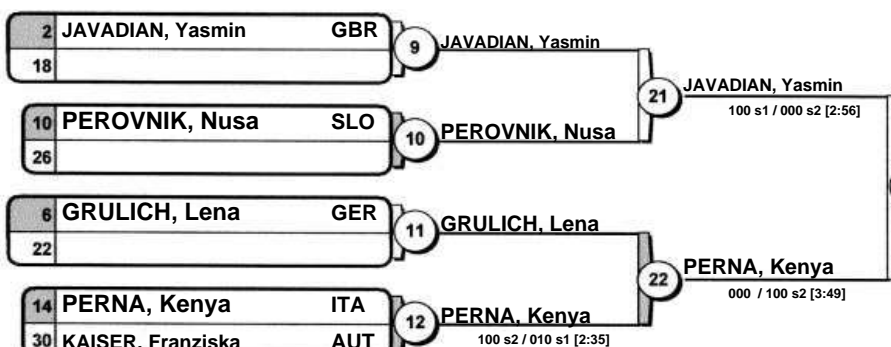 2 JAVADIAN, Yasmin GBR
18
9 JAVADIAN, Yasmin
21 JAVADIAN, Yasmin
100 s1 / 000 s2 [2:56]
10 PEROVNIK, Nusa SLO
26
10 PEROVNIK, Nusa
6 GRULICH, Lena GER
22
11 GRULICH, Lena
22 PERNA, Kenya
000 / 100 s2 [3:49]
14 PERNA, Kenya ITA
30 KAISER, Franziska AUT
12 PERNA, Kenya
100 s2 / 010 s1 [2:35]